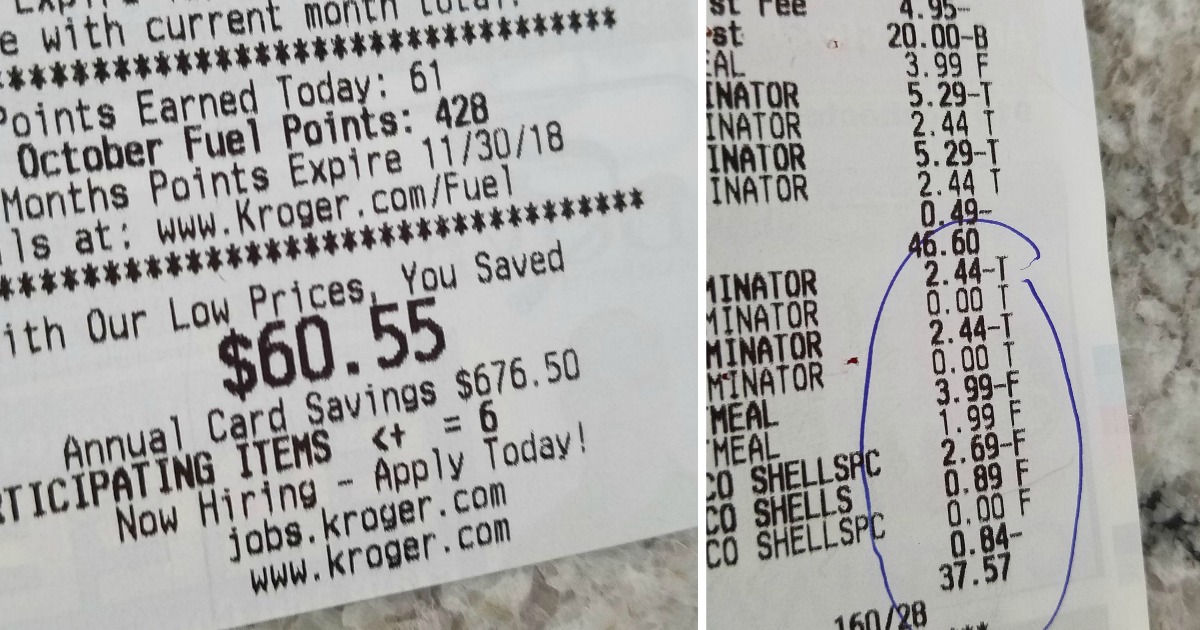 e with current month total.
************************************
Points Earned Today: 61
October Fuel Points: 428
Months Points Expire 11/30/18
ls at: www.Kroger.com/Fuel
************************************
ith Our Low Prices, You Saved
$60.55
Annual Card Savings $676.50
TICIPATING ITEMS <+ = 6
Now Hiring - Apply Today!
jobs.kroger.com
www.kroger.com
st Fee 4.95-
st 20.00-B
EAL 3.99 F
INATOR 5.29-T
INATOR 2.44 T
INATOR 5.29-T
INATOR 2.44 T
0.49-
46.60
MINATOR 2.44-T
MINATOR 0.00 T
MINATOR 2.44-T
MINATOR 0.00 T
MEAL 3.99-F
MEAL 1.99 F
CO SHELLSPC 2.69-F
CO SHELLS 0.89 F
CO SHELLSPC 0.00 F
0.84-
37.57
160/28
***